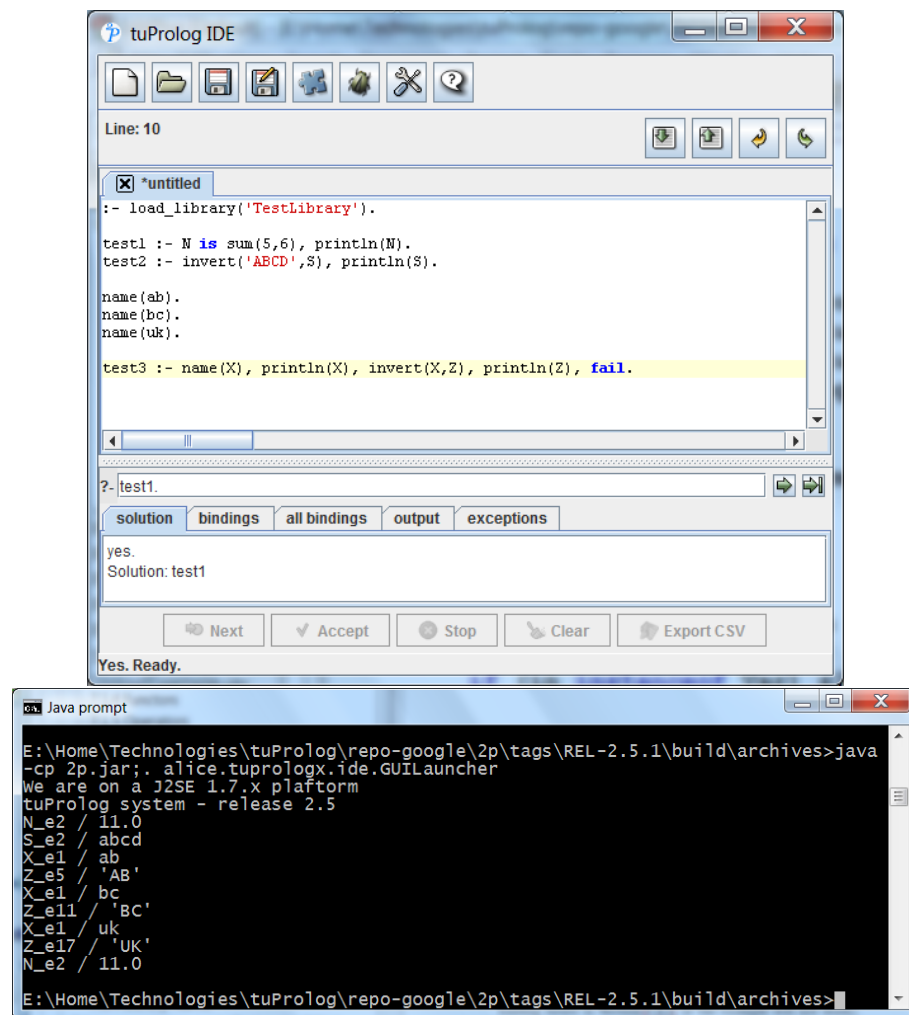 tuProlog IDE
Line: 10
*untitled
:- load_library('TestLibrary').
test1 :- N is sum(5,6), println(N).
test2 :- invert('ABCD',S), println(S).
name(ab).
name(bc).
name(uk).
test3 :- name(X), println(X), invert(X,Z), println(Z), fail.
?- test1.
solution bindings all bindings output exceptions
yes.
Solution: test1
Next Accept Stop Clear Export CSV
Yes. Ready.
Java prompt
E:\Home\Technologies\tuProlog\repo-google\2p\tags\REL-2.5.1\build\archives>java
-cp 2p.jar;. alice.tuprologx.ide.GUILauncher
We are on a J2SE 1.7.x plaftorm
tuProlog system - release 2.5
N_e2 / 11.0
S_e2 / abcd
X_e1 / ab
Z_e5 / 'AB'
X_e1 / bc
Z_e11 / 'BC'
X_e1 / uk
Z_e17 / 'UK'
N_e2 / 11.0
E:\Home\Technologies\tuProlog\repo-google\2p\tags\REL-2.5.1\build\archives>